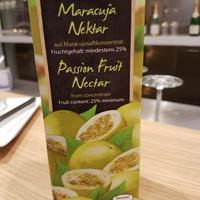 Maracuja
Nektar
aus Maracujasaftkonzentrat
Fruchtgehalt: mindestens 25%
Passion Fruit
Nectar
from concentrate
Fruit content: 25% minimum